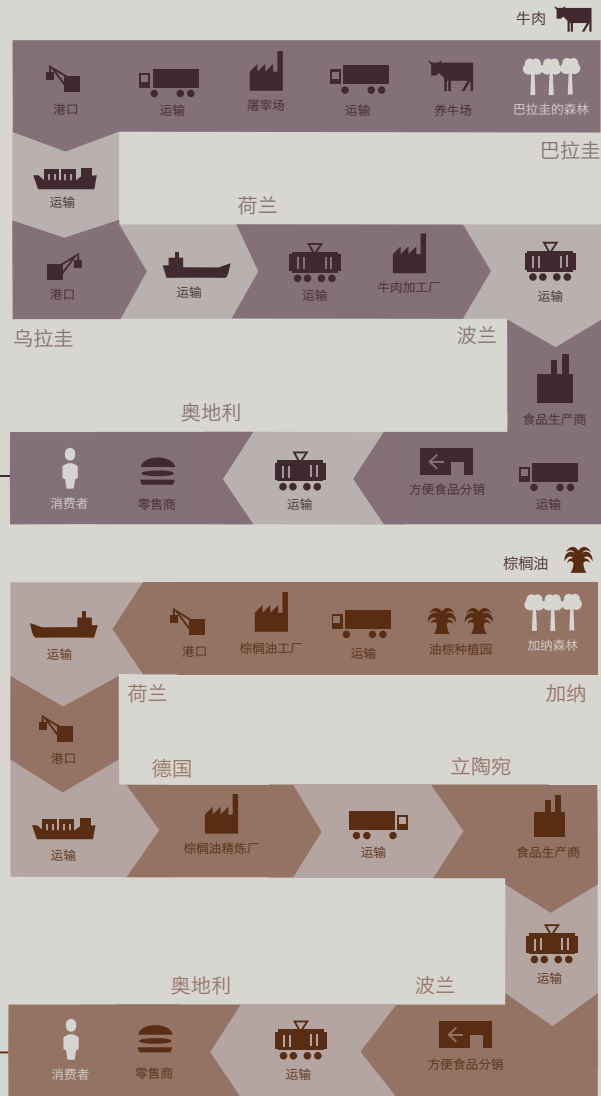 牛肉
港口
运输
屠宰场
运输
养牛场
巴拉圭的森林
巴拉圭
运输
荷兰
港口
运输
运输
牛肉加工厂
运输
乌拉圭
波兰
食品生产商
奥地利
消费者
零售商
运输
方便食品分销
运输
棕榈油
运输
港口
棕榈油工厂
运输
油棕种植园
加纳森林
荷兰
加纳
港口
德国
立陶宛
运输
棕榈油精炼厂
运输
食品生产商
运输
奥地利
波兰
消费者
零售商
运输
方便食品分销